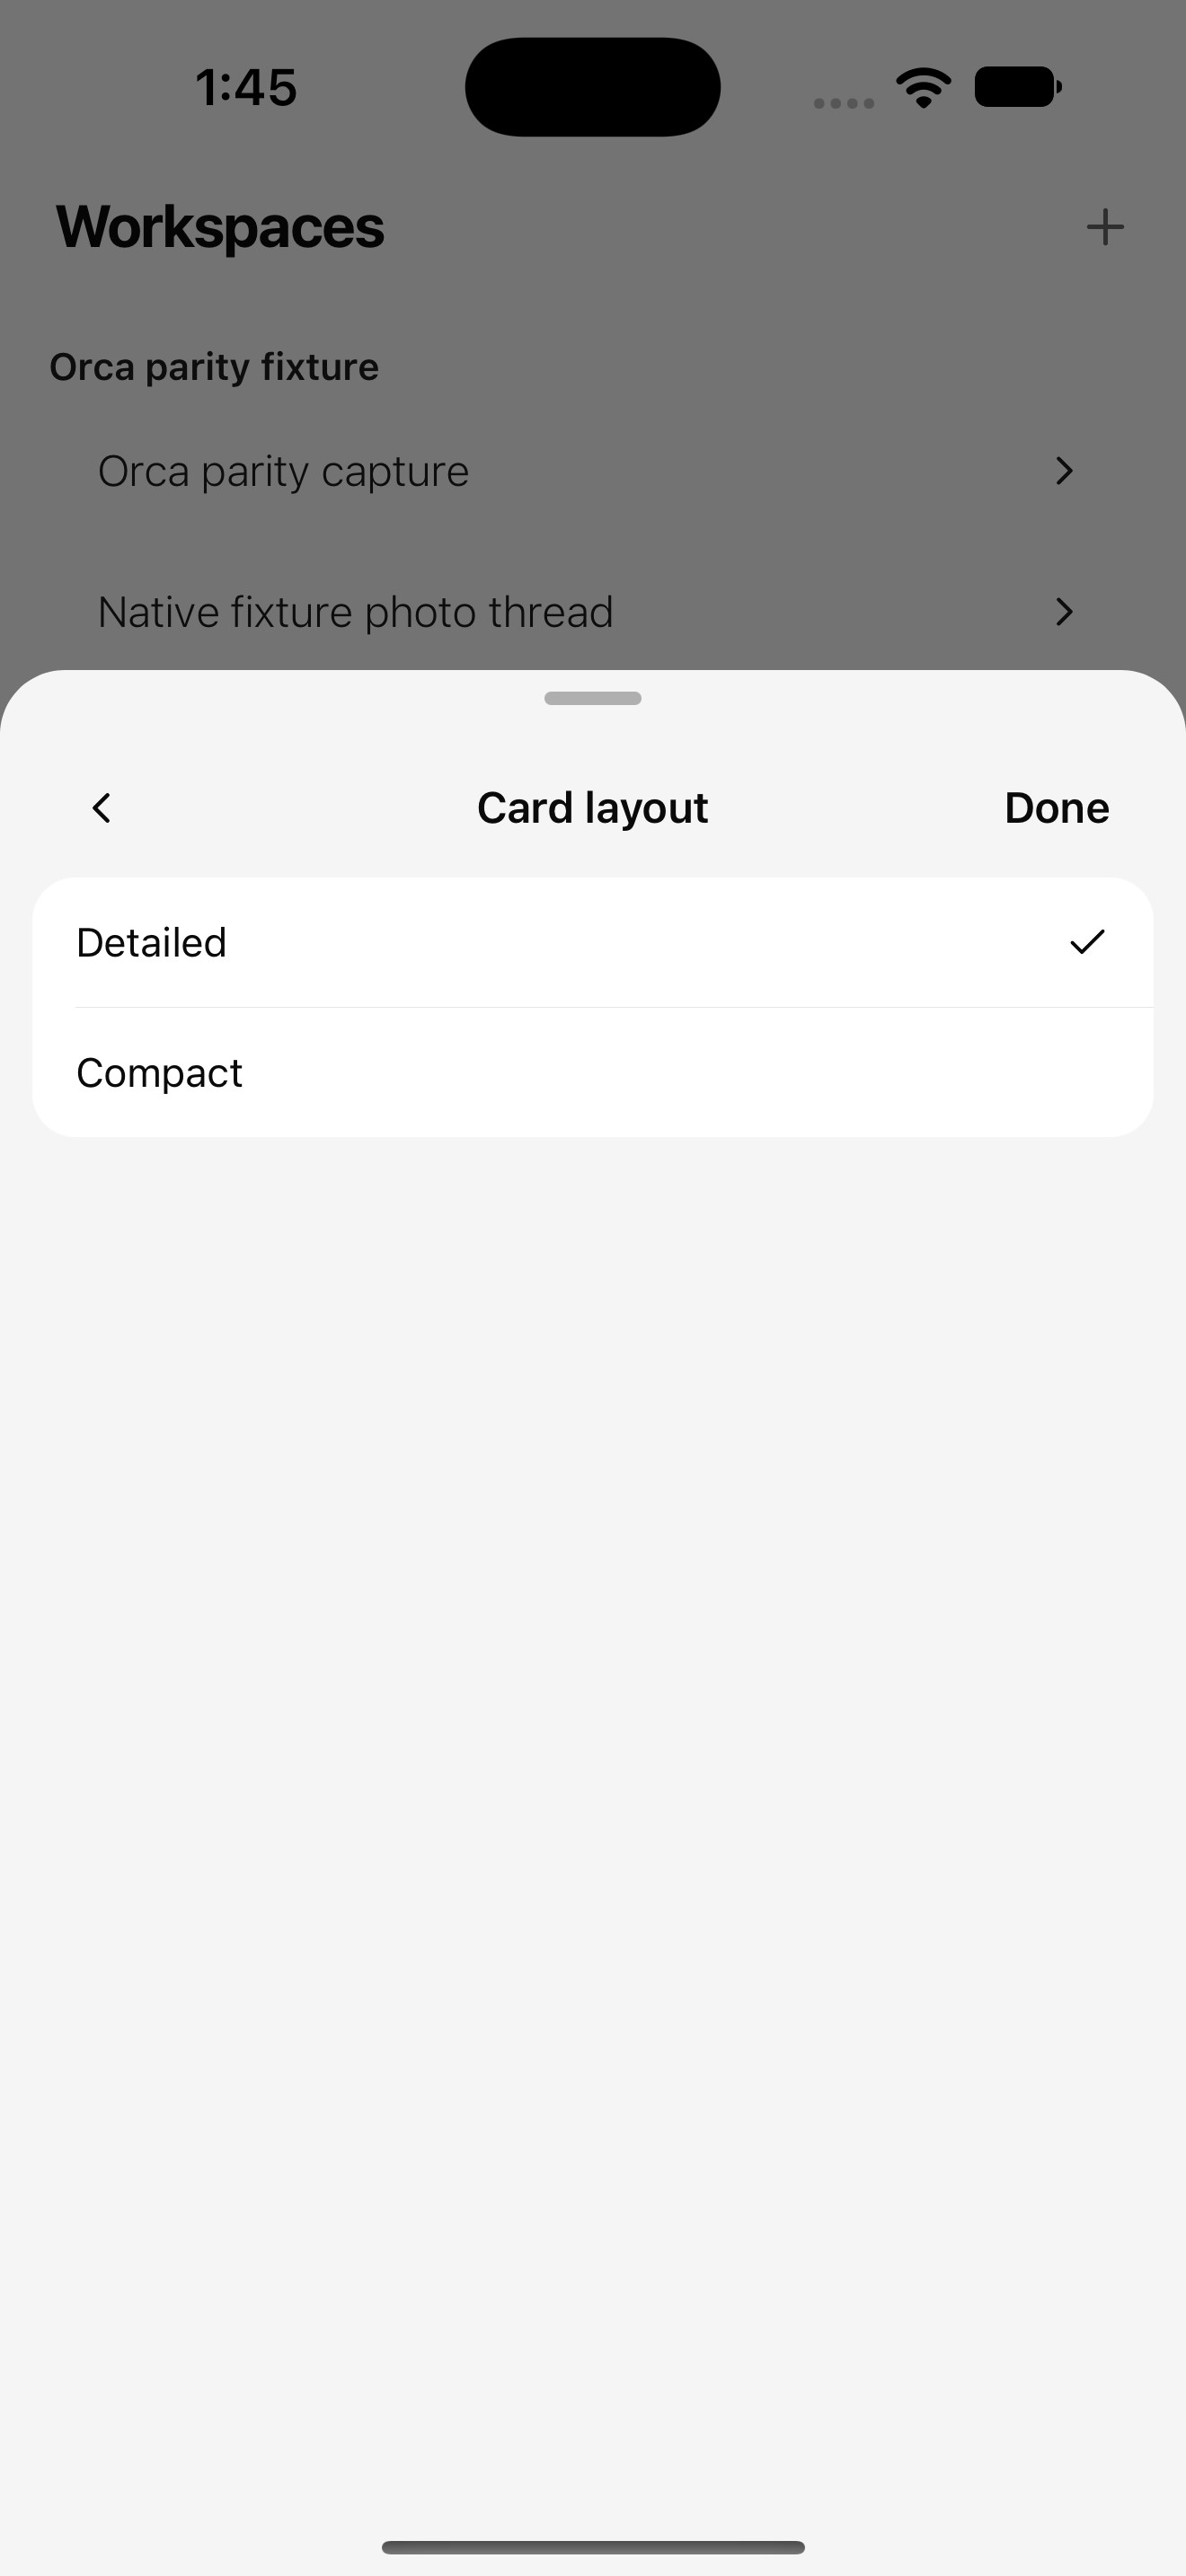 1:45
Workspaces
Orca parity fixture
Orca parity capture
Native fixture photo thread
Card layout
Done
Detailed
Compact